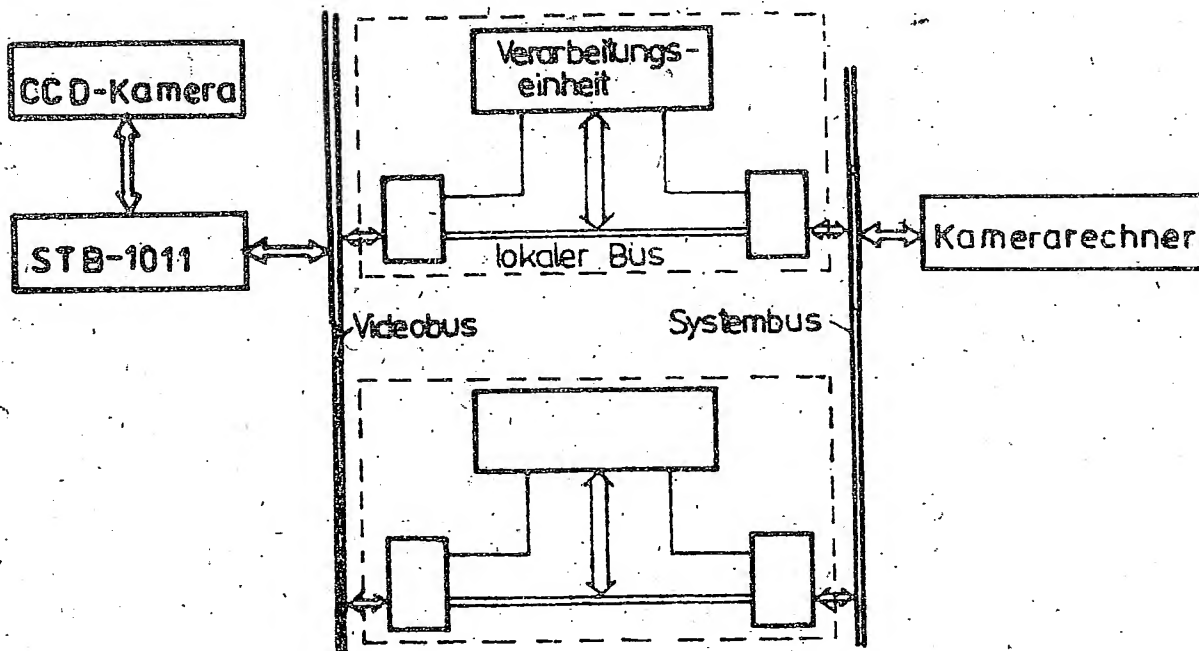 CCD-Kamera
STB-1011
Verarbeitungs-
einheit
lokaler Bus
Videobus
Systembus
Kamerarechner